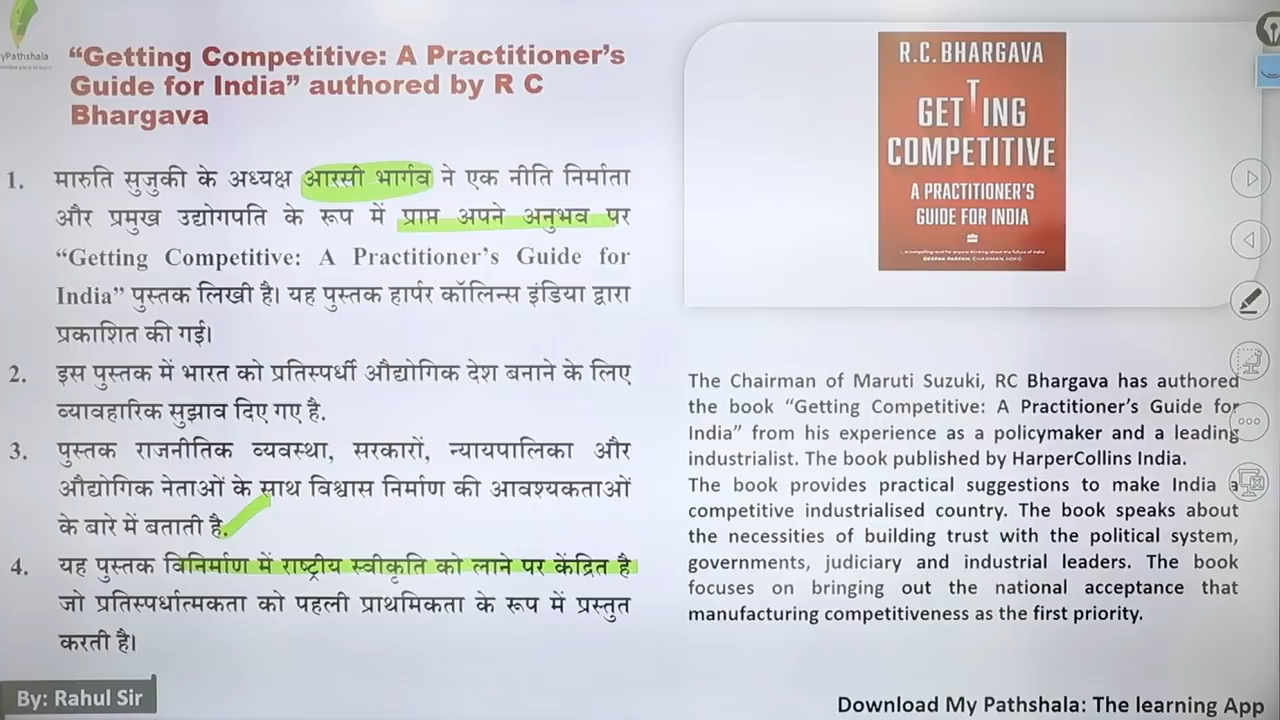 yPathshala
"Getting Competitive: A Practitioner's
Guide for India" authored by R C
Bhargava
1. मारुति सुजुकी के अध्यक्ष आरसी भार्गव ने एक नीति निर्माता
और प्रमुख उद्योगपति के रूप में प्राप्त अपने अनुभव पर
"Getting Competitive: A Practitioner's Guide for
India" पुस्तक लिखी है। यह पुस्तक हार्पर कॉलिन्स इंडिया द्वारा
प्रकाशित की गई।
2. इस पुस्तक में भारत को प्रतिस्पर्धी औद्योगिक देश बनाने के लिए
व्यावहारिक सुझाव दिए गए है.
3. पुस्तक राजनीतिक व्यवस्था, सरकारों, न्यायपालिका और
औद्योगिक नेताओं के साथ विश्वास निर्माण की आवश्यकताओं
के बारे में बताती है.
4. यह पुस्तक विनिर्माण में राष्ट्रीय स्वीकृति को लाने पर केंद्रित है
जो प्रतिस्पर्धात्मकता को पहली प्राथमिकता के रूप में प्रस्तुत
करती है।
By: Rahul Sir
R.C. BHARGAVA
GETTING
COMPETITIVE
A PRACTITIONER'S
GUIDE FOR INDIA
DEEPAK PAREKH, CHAIRMAN, HDFC
The Chairman of Maruti Suzuki, RC Bhargava has authored
the book "Getting Competitive: A Practitioner's Guide for
India" from his experience as a policymaker and a leading
industrialist. The book published by HarperCollins India.
The book provides practical suggestions to make India a
competitive industrialised country. The book speaks about
the necessities of building trust with the political system,
governments, judiciary and industrial leaders. The book
focuses on bringing out the national acceptance that
manufacturing competitiveness as the first priority.
Download My Pathshala: The learning App